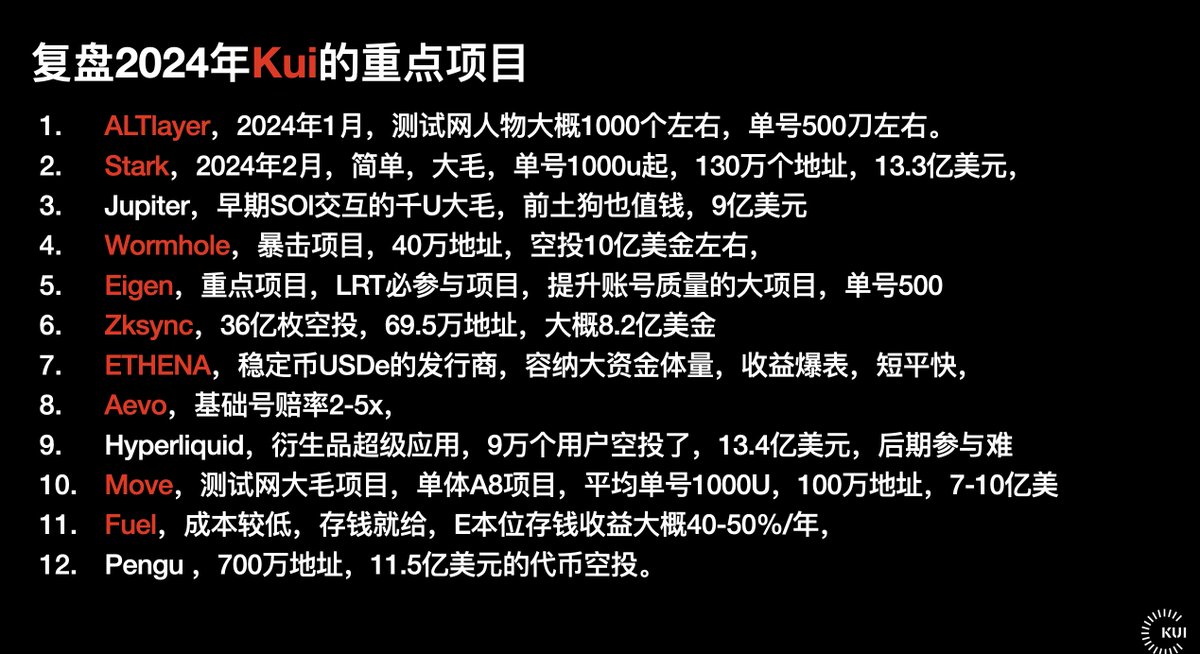 复盘2024年Kui的重点项目
1. ALTlayer，2024年1月，测试网人物大概1000个左右，单号500刀左右。
2. Stark，2024年2月，简单，大毛，单号1000u起，130万个地址，13.3亿美元，
3. Jupiter，早期SOl交互的千U大毛，前土狗也值钱，9亿美元
4. Wormhole，暴击项目，40万地址，空投10亿美金左右，
5. Eigen，重点项目，LRT必参与项目，提升账号质量的大项目，单号500
6. Zksync，36亿枚空投，69.5万地址，大概8.2亿美金
7. ETHENA，稳定币USDe的发行商，容纳大资金体量，收益爆表，短平快，
8. Aevo，基础号赔率2-5x，
9. Hyperliquid，衍生品超级应用，9万个用户空投了，13.4亿美元，后期参与难
10. Move，测试网大毛项目，单体A8项目，平均单号1000U，100万地址，7-10亿美
11. Fuel，成本较低，存钱就给，E本位存钱收益大概40-50%/年，
12. Pengu ，700万地址，11.5亿美元的代币空投。
KUI